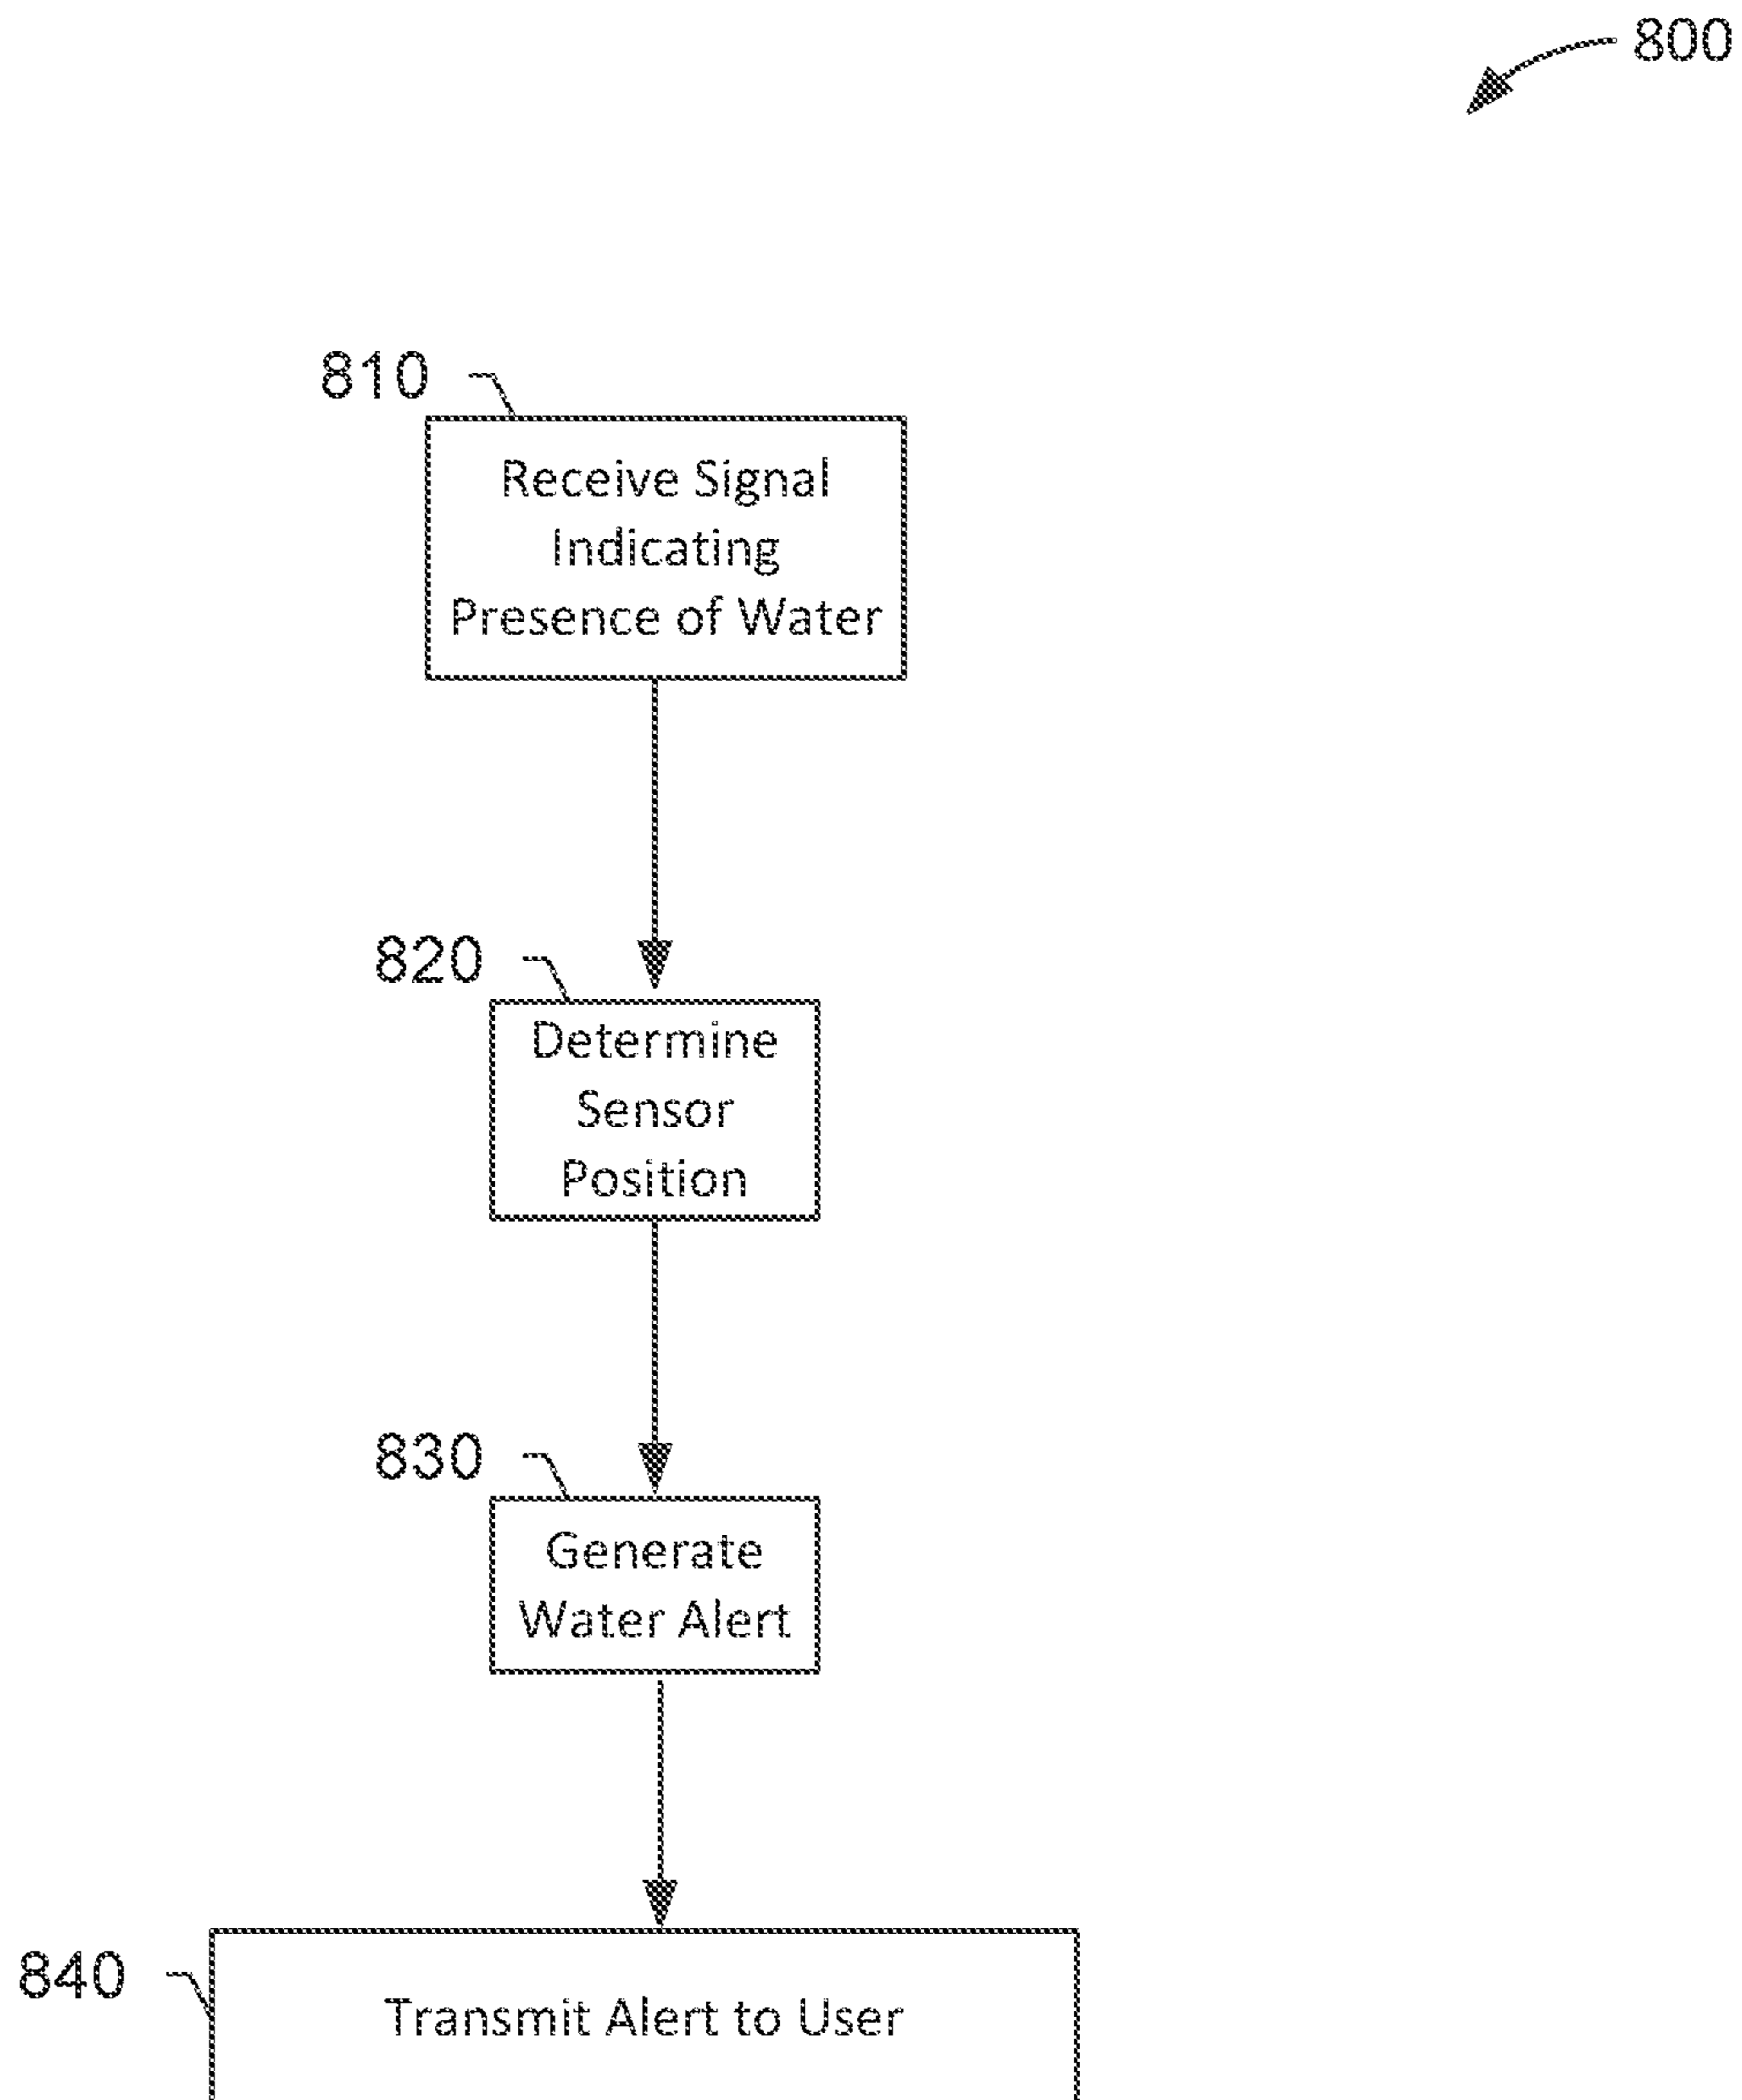 800
810
Receive Signal
Indicating
Presence of Water
820
Determine
Sensor
Position
830
Generate
Water Alert
840
Transmit Alert to User